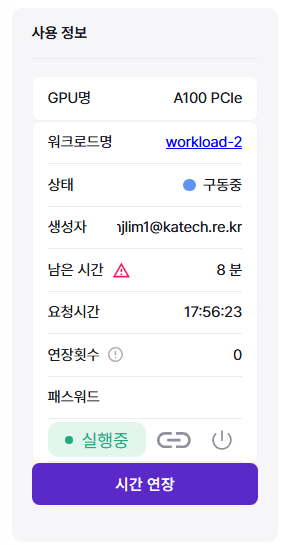 사용 정보
GPU명 A100 PCIe
워크로드명 workload-2
상태 구동중
생성자 njlim1@katech.re.kr
남은 시간 8 분
요청시간 17:56:23
연장횟수 0
패스워드
실행중
시간 연장